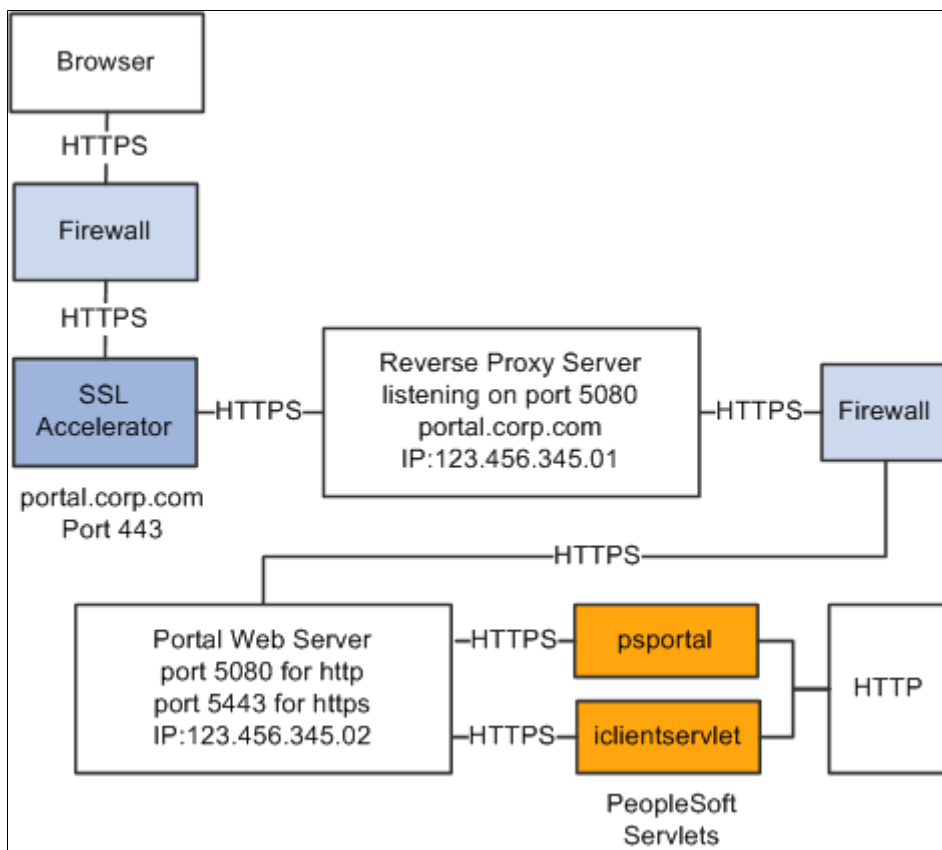 Browser
HTTPS
Firewall
HTTPS
SSL
Accelerator
portal.corp.com
Port 443
HTTPS
Reverse Proxy Server
listening on port 5080
portal.corp.com
IP:123.456.345.01
HTTPS
Firewall
HTTPS
Portal Web Server
port 5080 for http
port 5443 for https
IP:123.456.345.02
HTTPS
psportal
HTTPS
iclientservlet
PeopleSoft
Servlets
HTTP